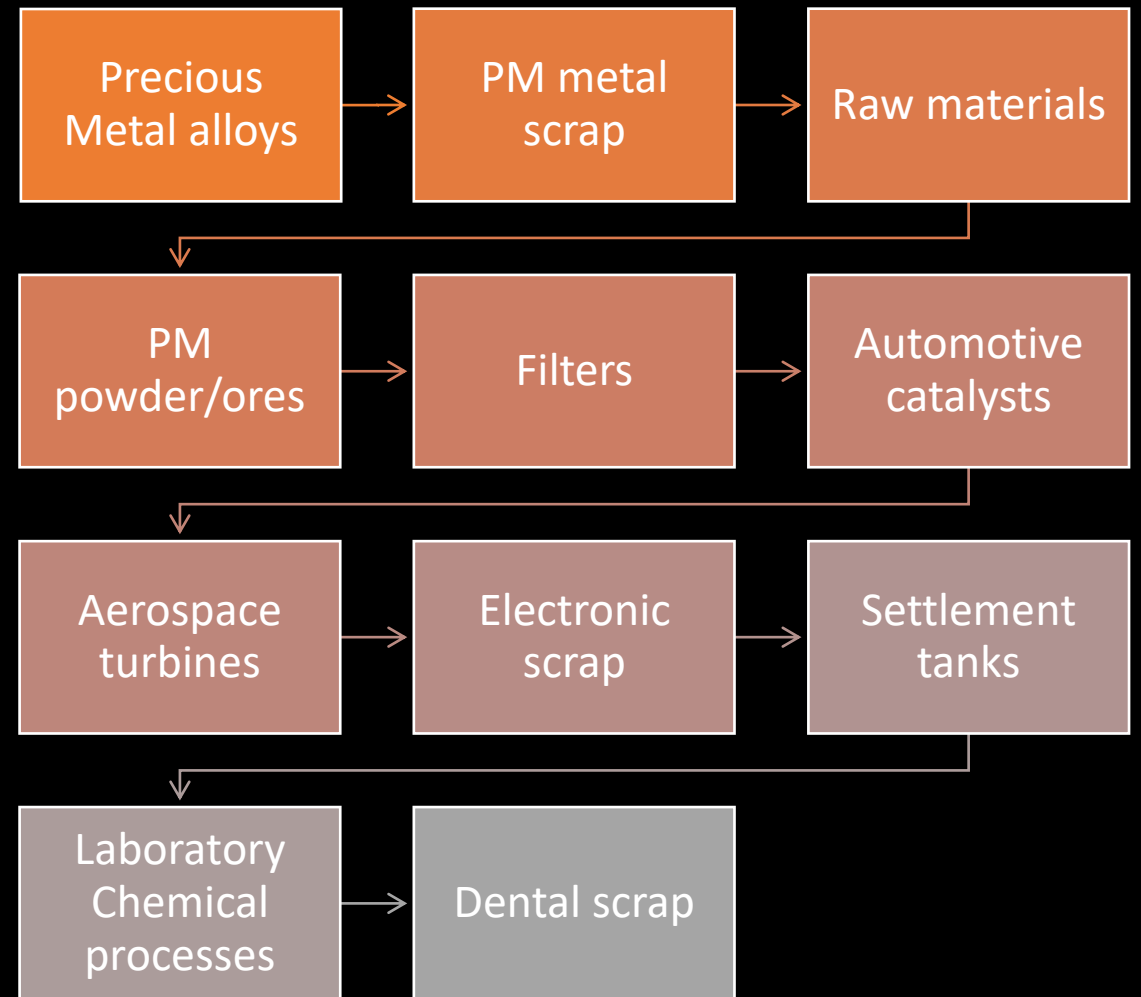 Precious
Metal alloys
PM metal
scrap
Raw materials
PM
powder/ores
Filters
Automotive
catalysts
Aerospace
turbines
Electronic
scrap
Settlement
tanks
Laboratory
Chemical
processes
Dental scrap